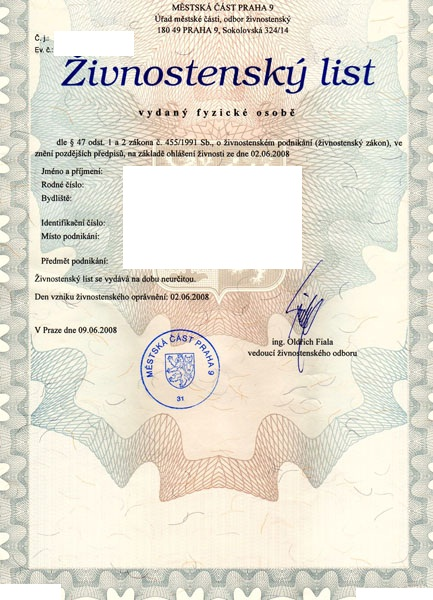 MĚSTSKÁ ČÁST PRAHA 9
Úřad městské části, odbor živnostenský
180 49 PRAHA 9, Sokolovská 324/14
Č. j.:
Ev. č.:
Živnostenský list
vydaný fyzické osobě
dle § 47 odst. 1 a 2 zákona č. 455/1991 Sb., o živnostenském podnikání (živnostenský zákon), ve
znění pozdějších předpisů, na základě ohlášení živnosti ze dne 02.06.2008
Jméno a příjmení:
Rodné číslo:
Bydliště:
Identifikační číslo:
Místo podnikání:
Předmět podnikání:
Živnostenský list se vydává na dobu neurčitou.
Den vzniku živnostenského oprávnění: 02.06.2008
V Praze dne 09.06.2008
ing. Oldřich Fiala
vedoucí živnostenského odboru
MĚSTSKÁ ČÁST PRAHA 9
31